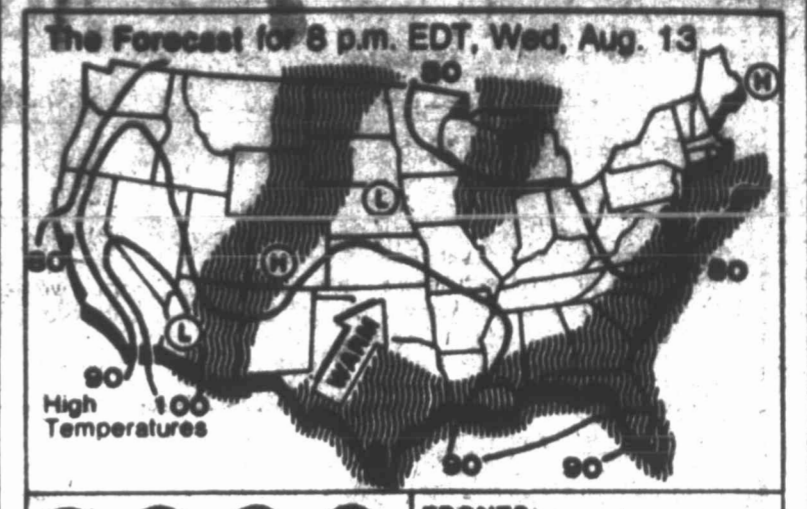 The Forecast for 8 p.m. EDT, Wed, Aug. 13
80
H
L
80
H
80
L
WARM
90
High
100
Temperatures
90
90